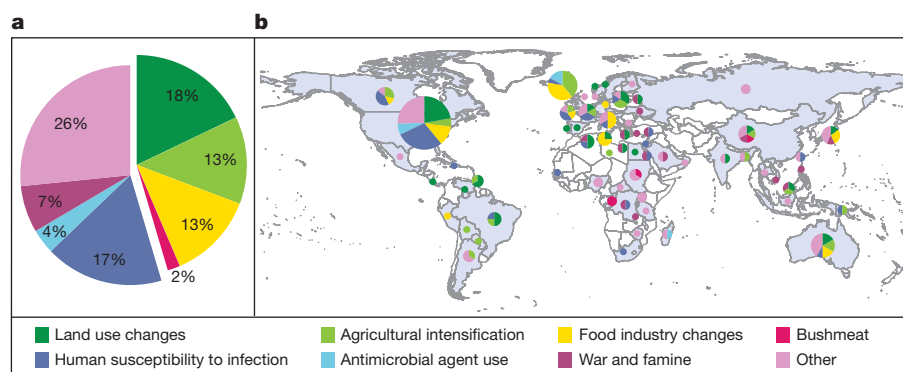 a
b
18%
26%
13%
13%
7%
4%
17%
2%
Land use changes
Agricultural intensification
Food industry changes
Bushmeat
Human susceptibility to infection
Antimicrobial agent use
War and famine
Other